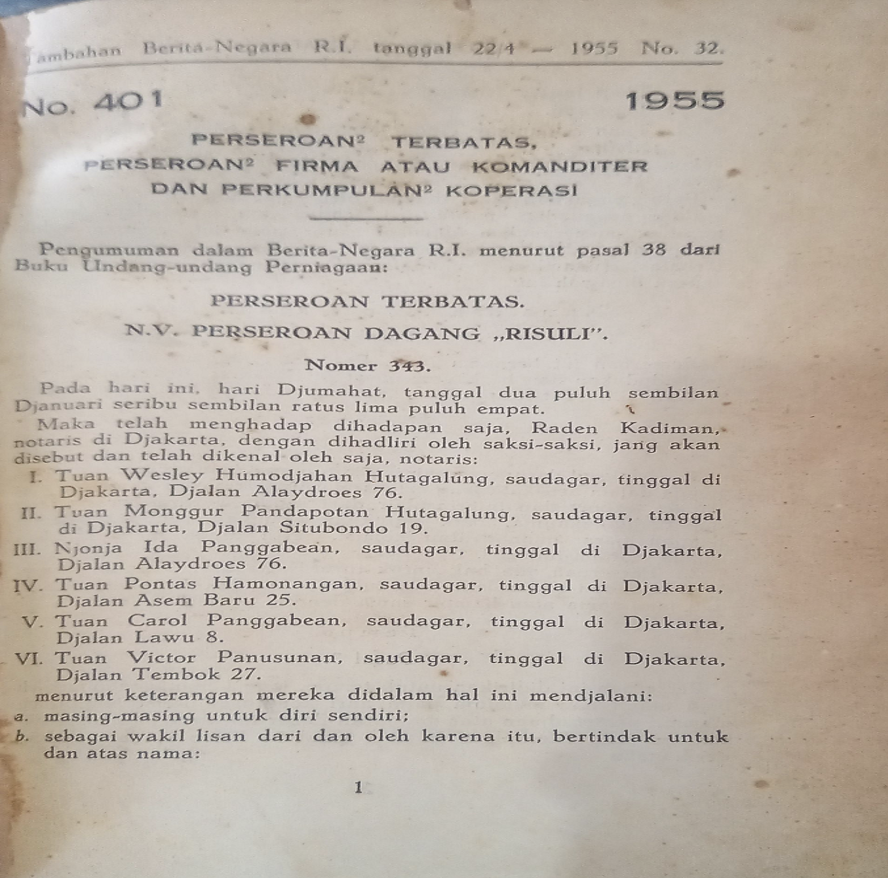 Tambahan Berita-Negara R.I. tanggal 22/4 — 1955 No. 32.
No. 401 1955
PERSEROAN² TERBATAS,
PERSEROAN² FIRMA ATAU KOMANDITER
DAN PERKUMPULAN² KOPERASI
Pengumuman dalam Berita-Negara R.I. menurut pasal 38 dari
Buku Undang-undang Perniagaan:
PERSEROAN TERBATAS.
N.V. PERSEROAN DAGANG „RISULI”.
Nomer 343.
Pada hari ini, hari Djumahat, tanggal dua puluh sembilan
Djanuari seribu sembilan ratus lima puluh empat.
Maka telah menghadap dihadapan saja, Raden Kadiman,
notaris di Djakarta, dengan dihadliri oleh saksi-saksi, jang akan
disebut dan telah dikenal oleh saja, notaris:
I. Tuan Wesley Humodjahan Hutagalung, saudagar, tinggal di
Djakarta, Djalan Alaydroes 76.
II. Tuan Monggur Pandapotan Hutagalung, saudagar, tinggal
di Djakarta, Djalan Situbondo 19.
III. Njonja Ida Panggabean, saudagar, tinggal di Djakarta,
Djalan Alaydroes 76.
IV. Tuan Pontas Hamonangan, saudagar, tinggal di Djakarta,
Djalan Asem Baru 25.
V. Tuan Carol Panggabean, saudagar, tinggal di Djakarta,
Djalan Lawu 8.
VI. Tuan Victor Panusunan, saudagar, tinggal di Djakarta,
Djalan Tembok 27.
menurut keterangan mereka didalam hal ini mendjalani:
a. masing-masing untuk diri sendiri;
b. sebagai wakil lisan dari dan oleh karena itu, bertindak untuk
dan atas nama:
1